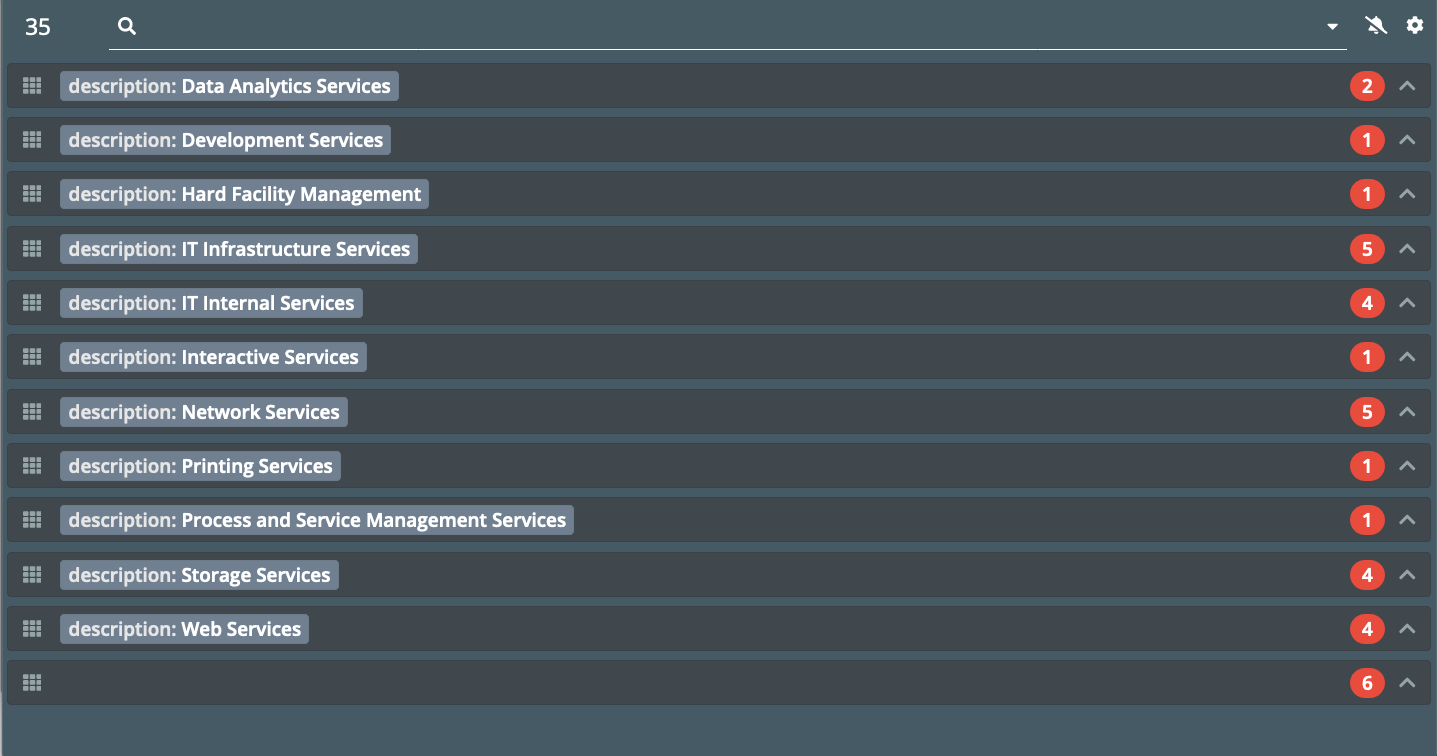 35
description: Data Analytics Services 2
description: Development Services 1
description: Hard Facility Management 1
description: IT Infrastructure Services 5
description: IT Internal Services 4
description: Interactive Services 1
description: Network Services 5
description: Printing Services 1
description: Process and Service Management Services 1
description: Storage Services 4
description: Web Services 4
6